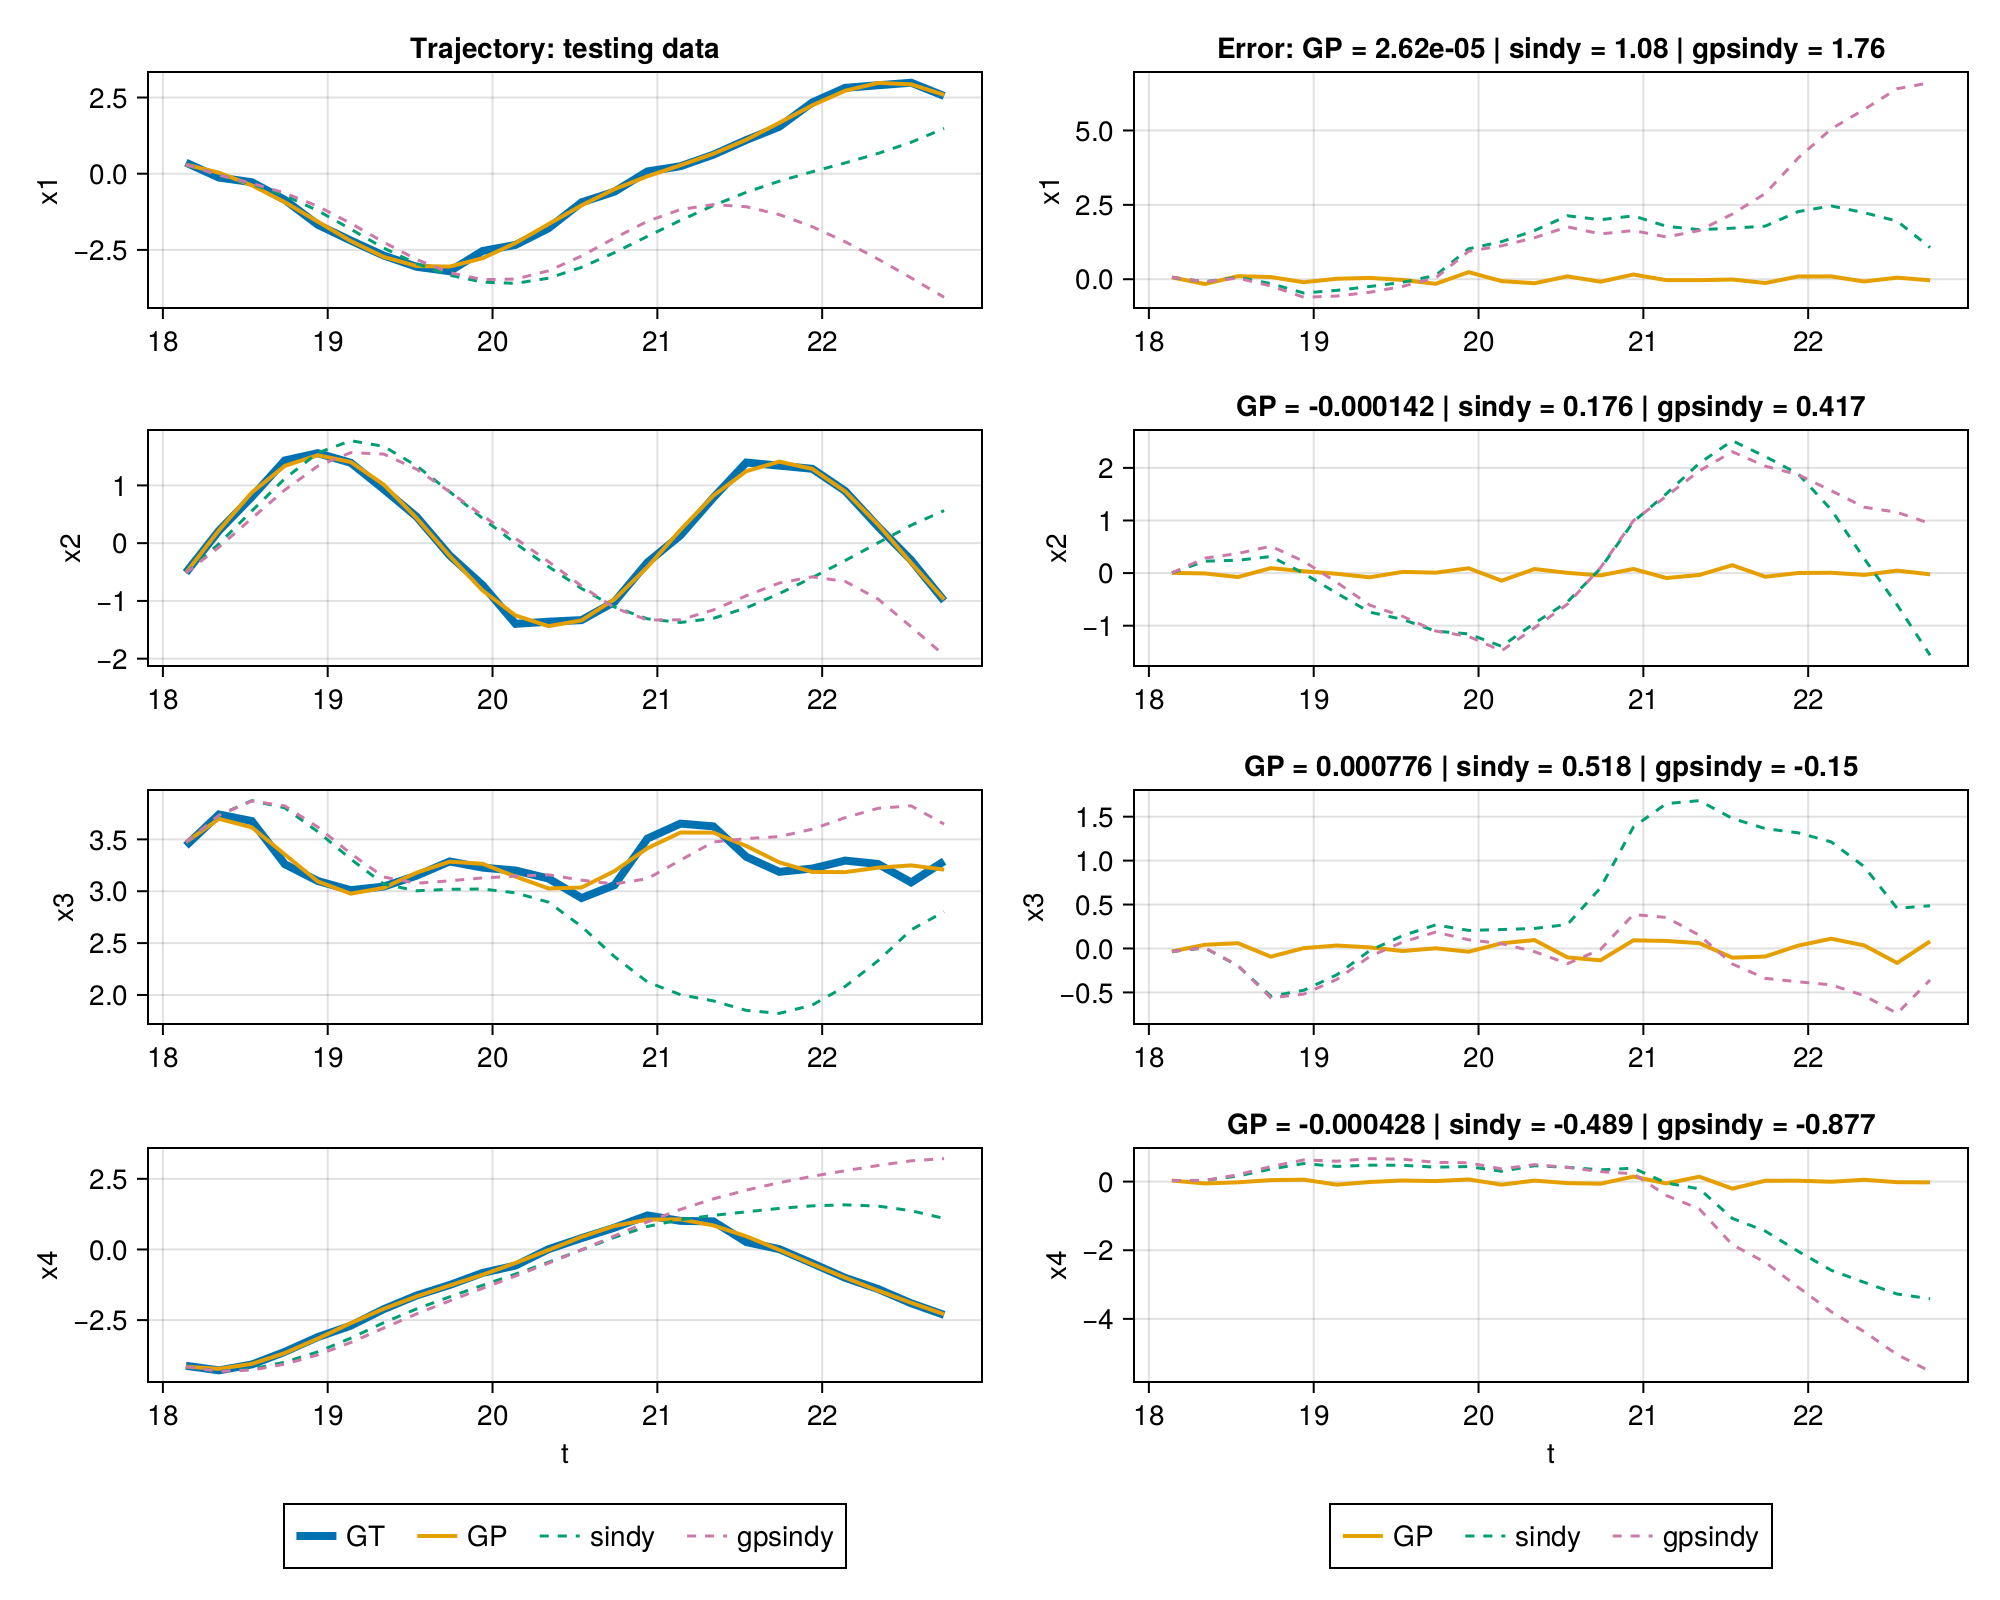 Trajectory: testing data
2.5
0.0
−2.5
x1
18 19 20 21 22
Error: GP = 2.62e-05 | sindy = 1.08 | gpsindy = 1.76
5.0
2.5
0.0
x1
18 19 20 21 22
1
0
−1
−2
x2
18 19 20 21 22
GP = -0.000142 | sindy = 0.176 | gpsindy = 0.417
2
1
0
−1
x2
18 19 20 21 22
3.5
3.0
2.5
2.0
x3
18 19 20 21 22
GP = 0.000776 | sindy = 0.518 | gpsindy = -0.15
1.5
1.0
0.5
0.0
−0.5
x3
18 19 20 21 22
2.5
0.0
−2.5
x4
18 19 20 21 22
t
GP = -0.000428 | sindy = -0.489 | gpsindy = -0.877
0
−2
−4
x4
18 19 20 21 22
t
GT GP sindy gpsindy
GP sindy gpsindy